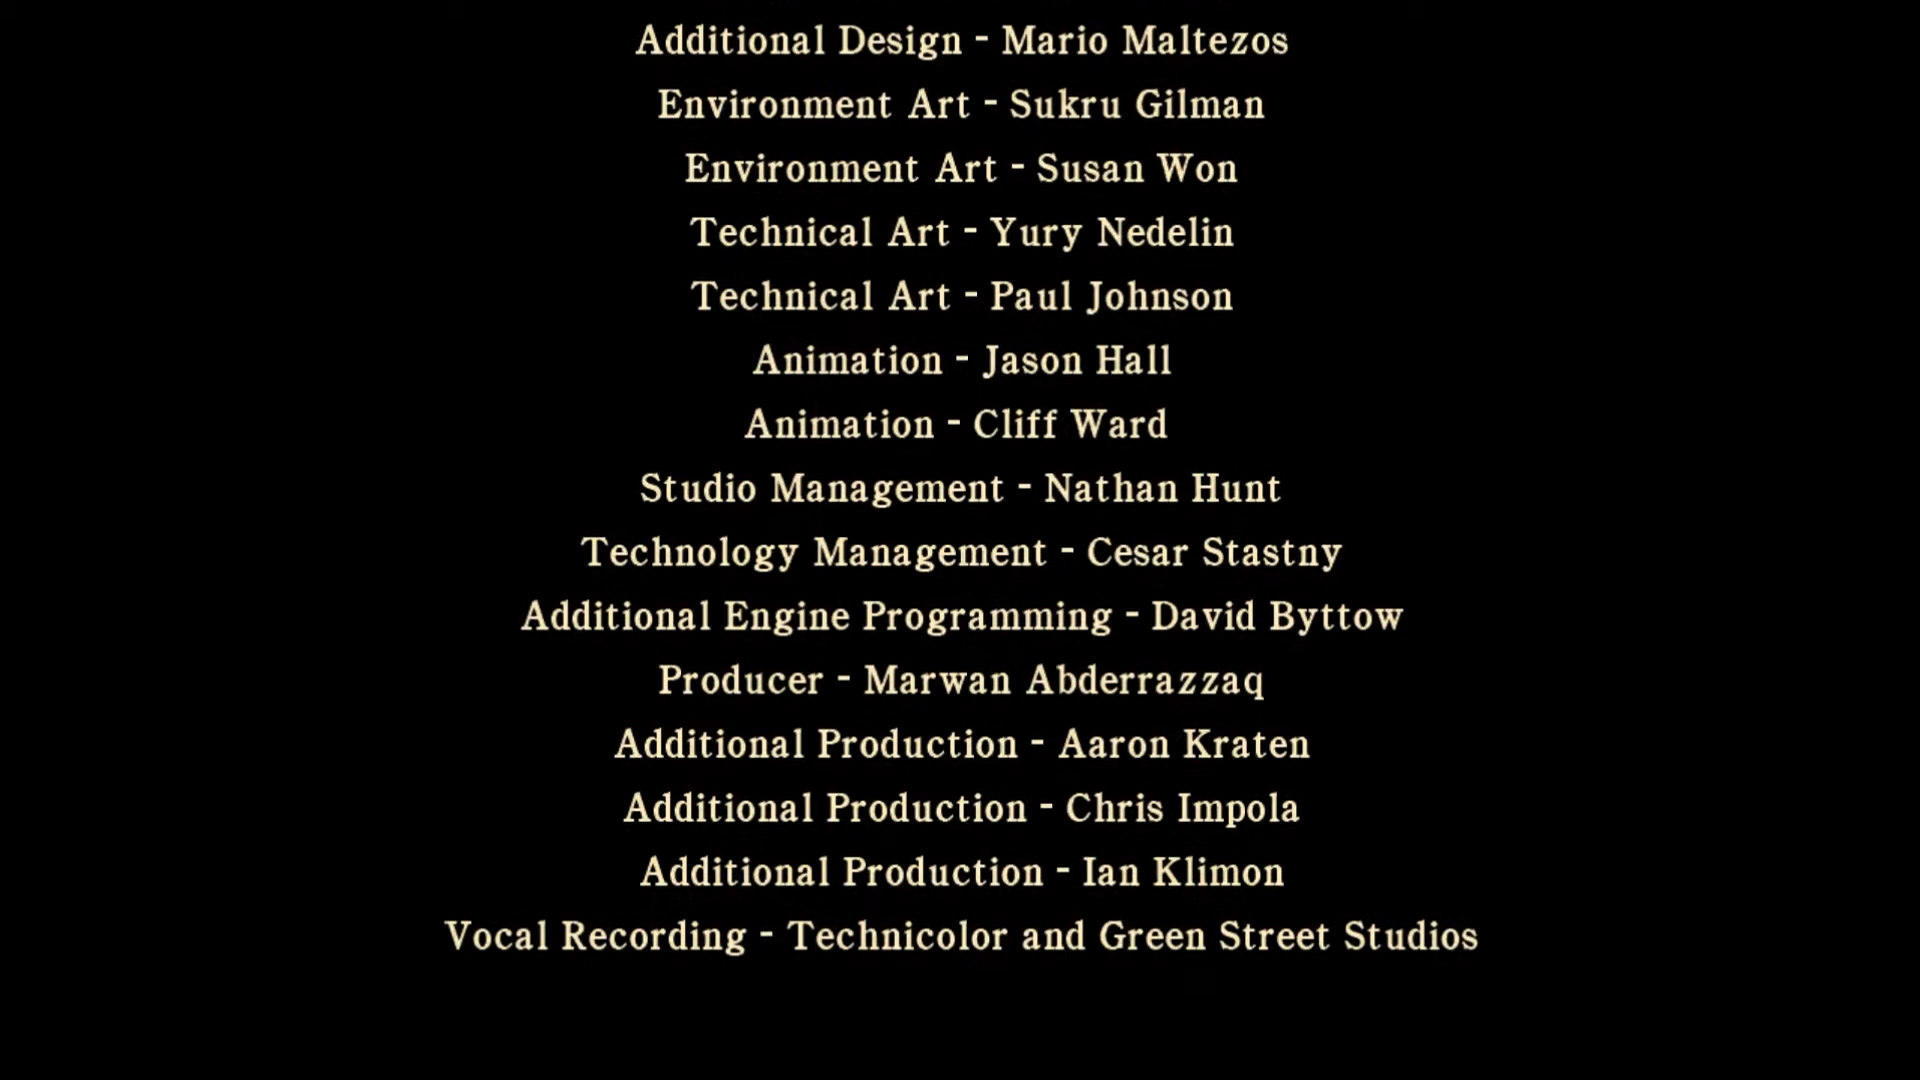 Additional Design - Mario Maltezos
Environment Art - Sukru Gilman
Environment Art - Susan Won
Technical Art - Yury Nedelin
Technical Art - Paul Johnson
Animation - Jason Hall
Animation - Cliff Ward
Studio Management - Nathan Hunt
Technology Management - Cesar Stastny
Additional Engine Programming - David Byttow
Producer - Marwan Abderrazzaq
Additional Production - Aaron Kraten
Additional Production - Chris Impola
Additional Production - Ian Klimon
Vocal Recording - Technicolor and Green Street Studios